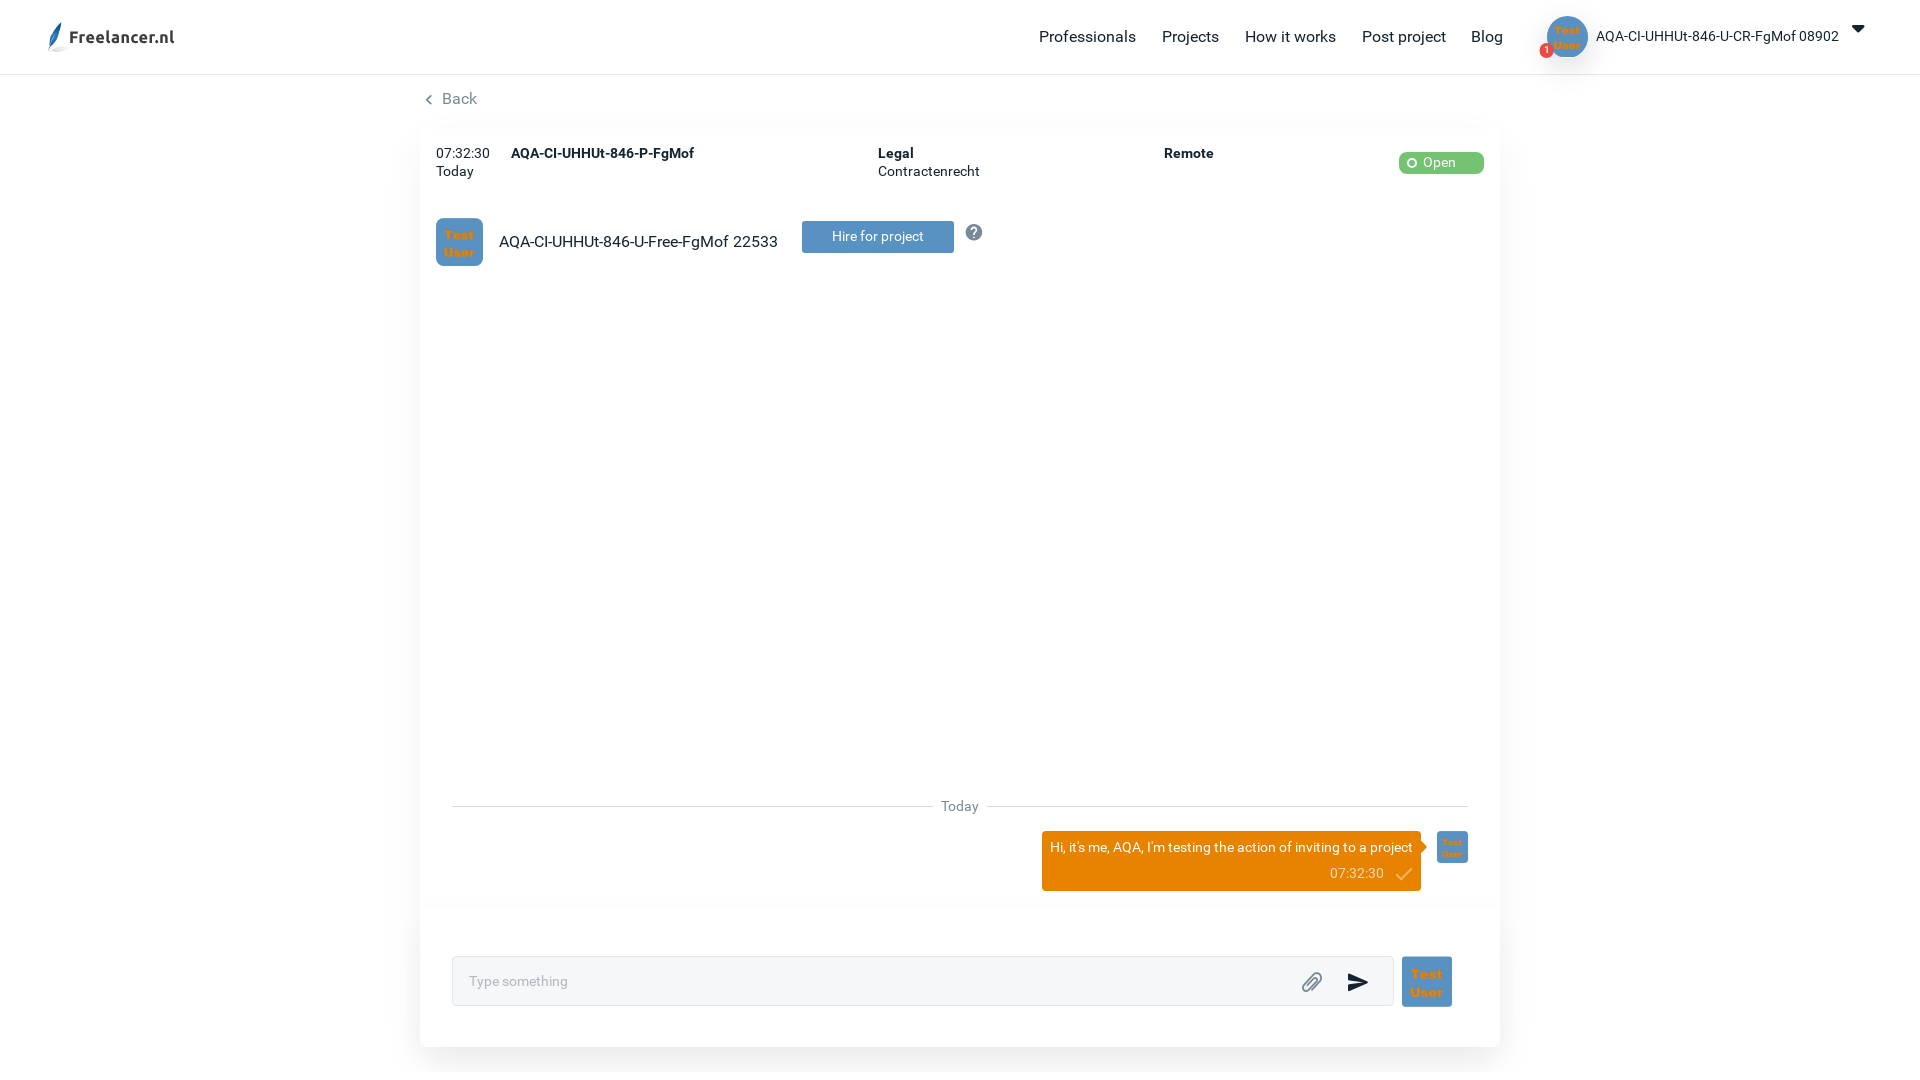 Freelancer.nl
Professionals
Projects
How it works
Post project
Blog
Test
User
1
AQA-CI-UHHUt-846-U-CR-FgMof 08902
Back
07:32:30
Today
AQA-CI-UHHUt-846-P-FgMof
Legal
Contractenrecht
Remote
Open
Test
User
AQA-CI-UHHUt-846-U-Free-FgMof 22533
Hire for project
?
Today
Hi, it's me, AQA, I'm testing the action of inviting to a project
07:32:30
Test
User
Type something
Test
User